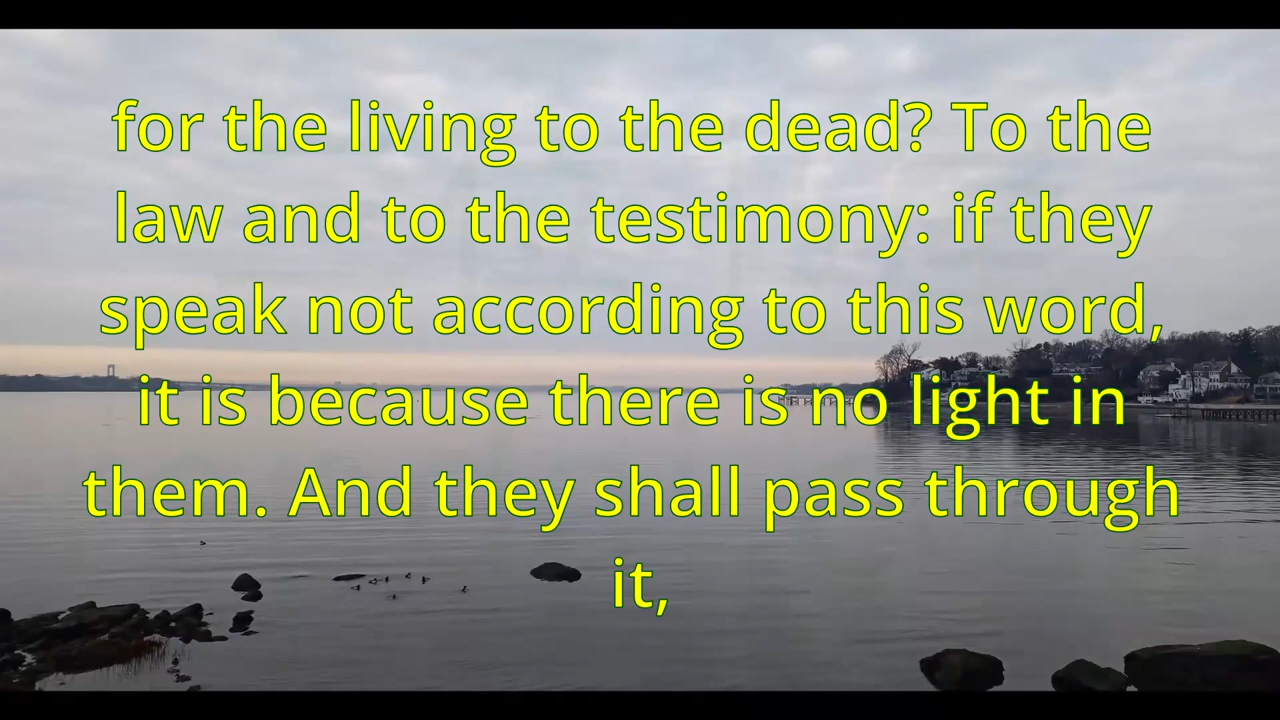 for the living to the dead? To the
law and to the testimony: if they
speak not according to this word,
it is because there is no light in
them. And they shall pass through
it,